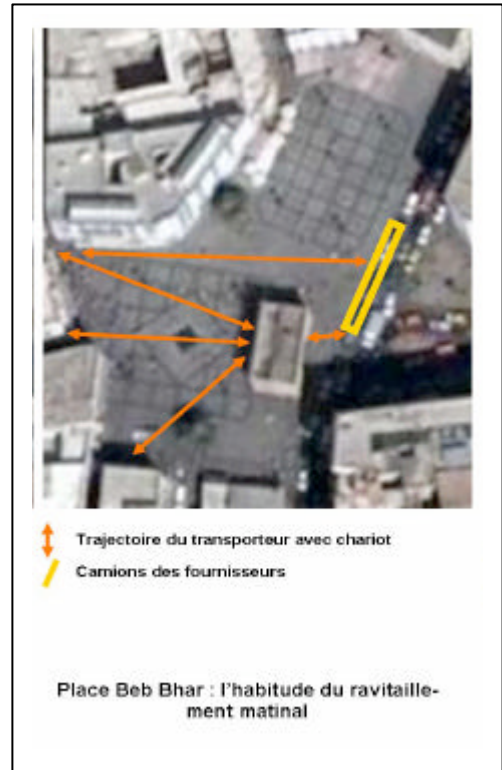 Trajectoire du transporteur avec chariot
Camions des fournisseurs
Place Beb Bhar : l'habitude du ravitaille-
ment matinal